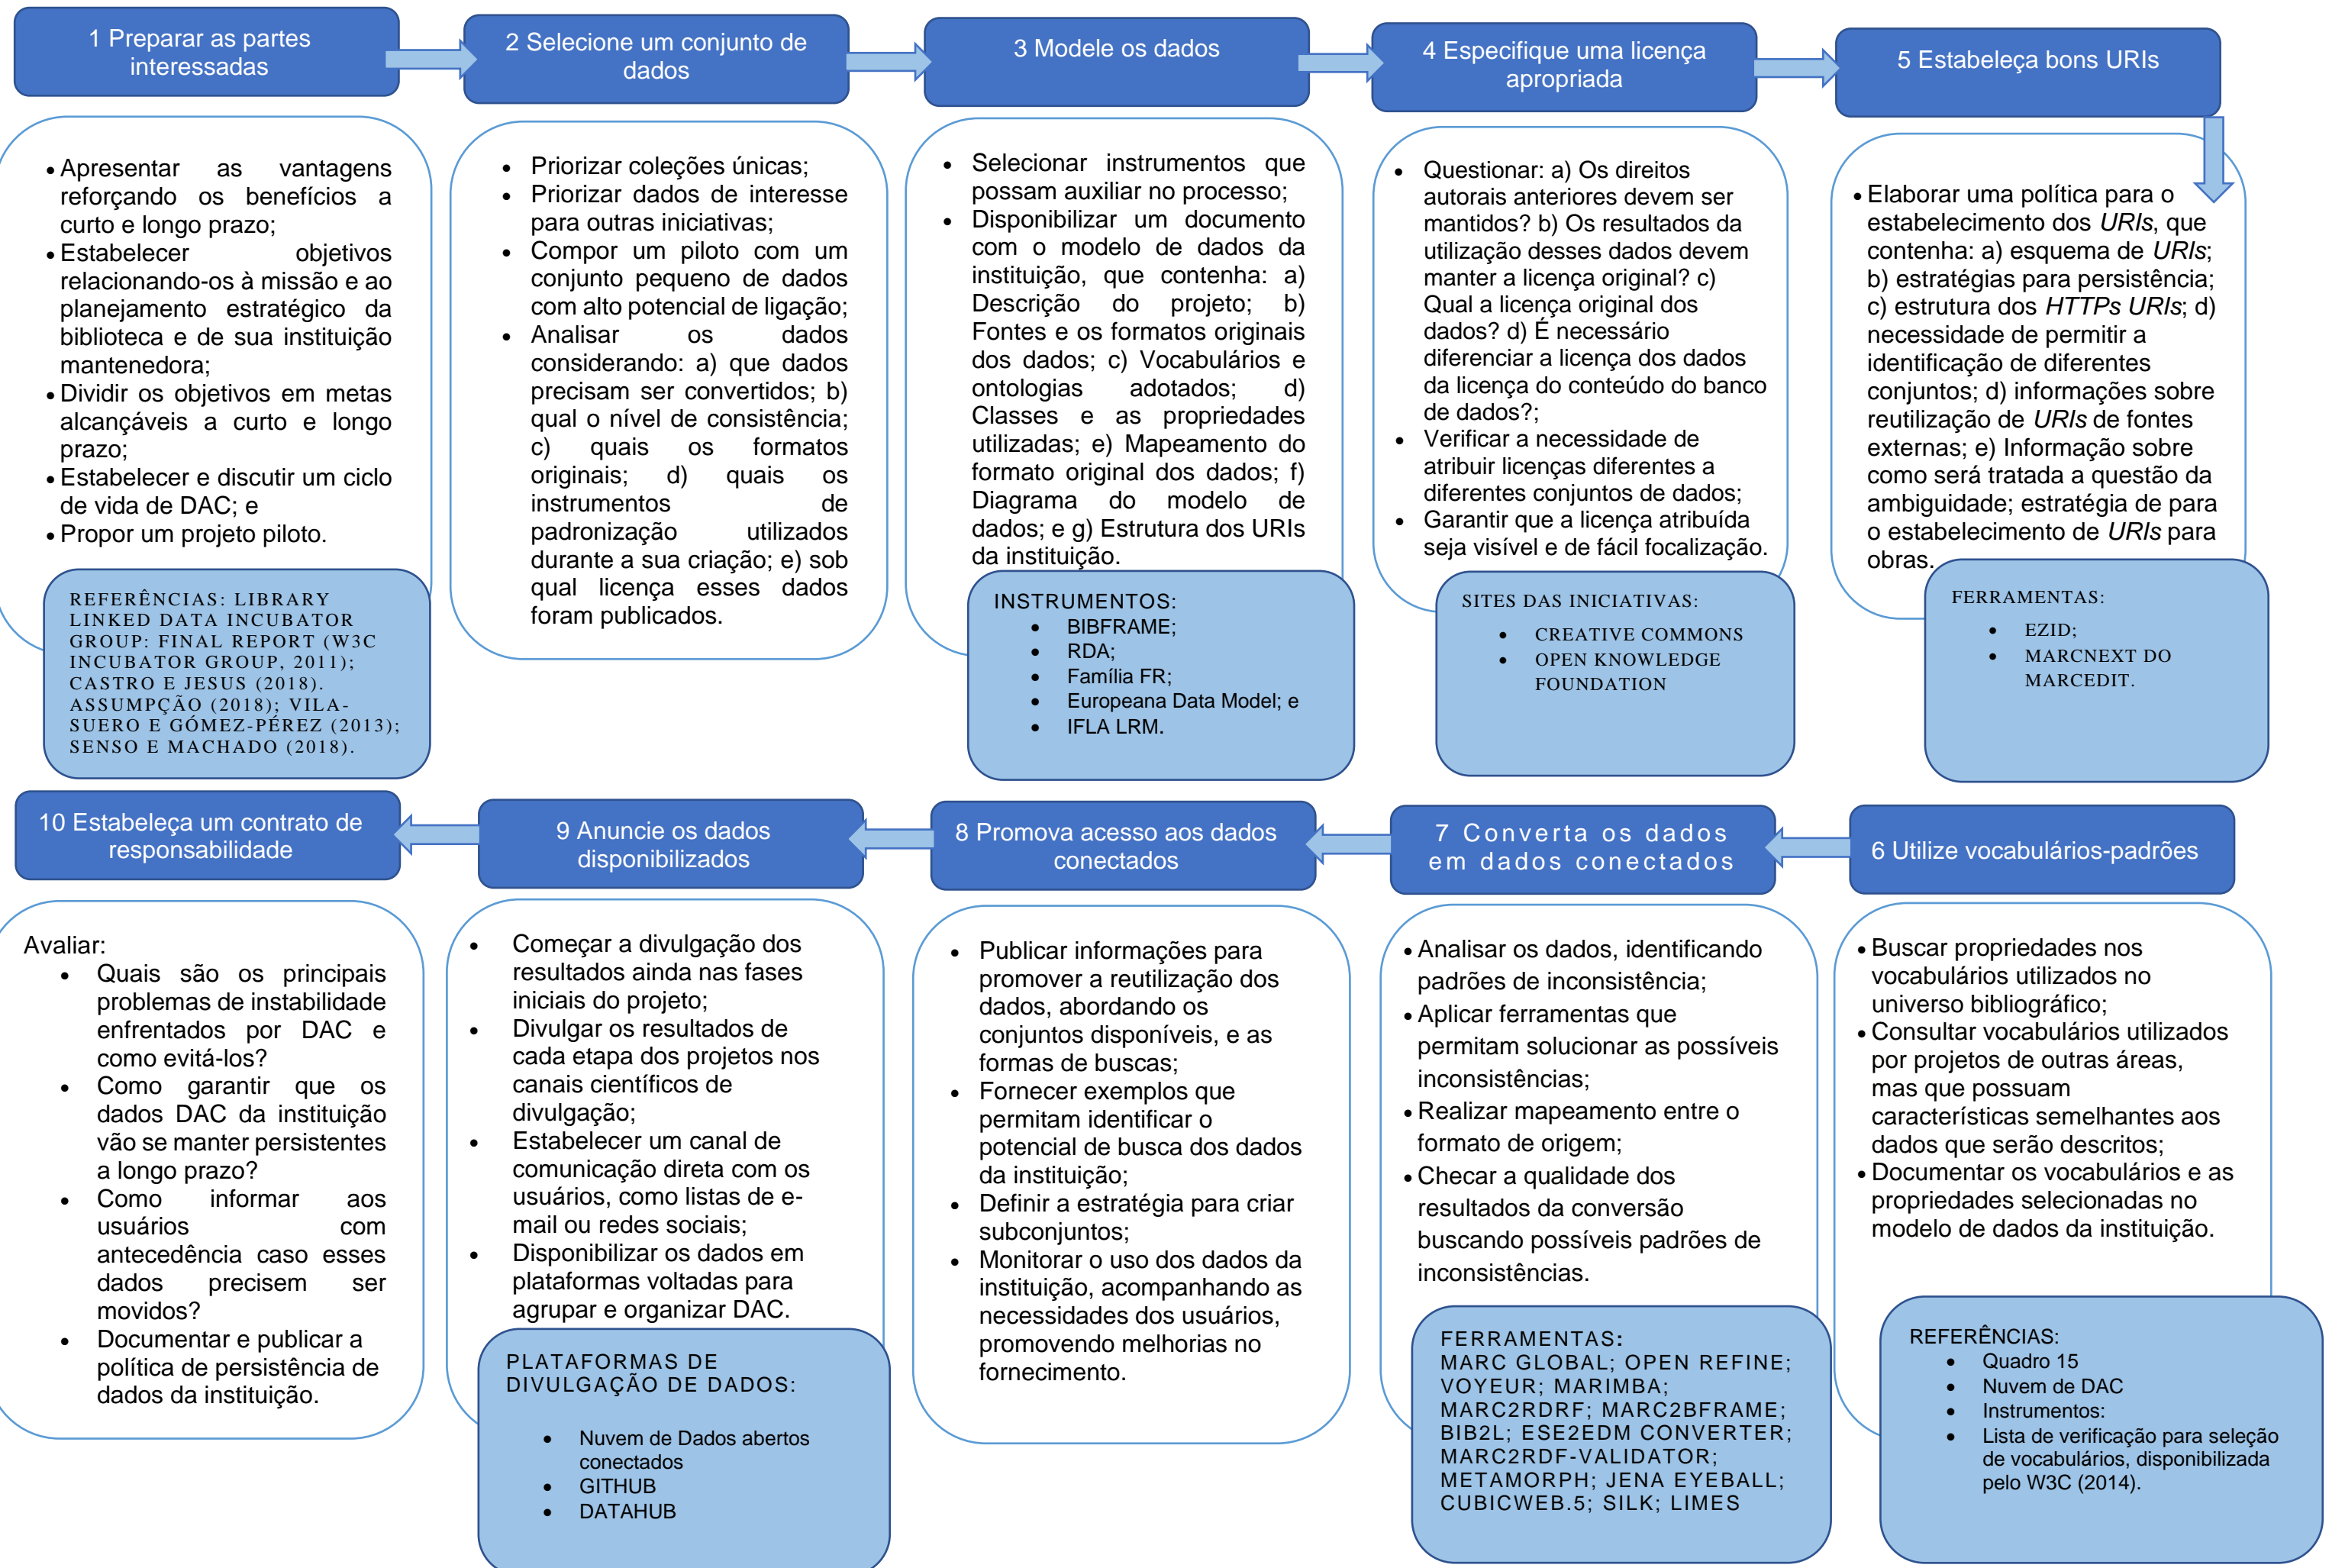 1 Preparar as partes
interessadas
2 Selecione um conjunto de
dados
3 Modele os dados
4 Especifique uma licença
apropriada
5 Estabeleça bons URIs
• Apresentar as vantagens
reforçando os benefícios a
curto e longo prazo;
• Estabelecer objetivos
relacionando-os à missão e ao
planejamento estratégico da
biblioteca e de sua instituição
mantenedora;
• Dividir os objetivos em metas
alcançáveis a curto e longo
prazo;
• Estabelecer e discutir um ciclo
de vida de DAC; e
• Propor um projeto piloto.
REFERÊNCIAS: LIBRARY
LINKED DATA INCUBATOR
GROUP: FINAL REPORT (W3C
INCUBATOR GROUP, 2011);
CASTRO E JESUS (2018).
ASSUMPÇÃO (2018); VILA-
SUERO E GÓMEZ-PÉREZ (2013);
SENSO E MACHADO (2018).
• Priorizar coleções únicas;
• Priorizar dados de interesse
para outras iniciativas;
• Compor um piloto com um
conjunto pequeno de dados
com alto potencial de ligação;
• Analisar os dados
considerando: a) que dados
precisam ser convertidos; b)
qual o nível de consistência;
c) quais os formatos
originais; d) quais os
instrumentos de
padronização utilizados
durante a sua criação; e) sob
qual licença esses dados
foram publicados.
• Selecionar instrumentos que
possam auxiliar no processo;
• Disponibilizar um documento
com o modelo de dados da
instituição, que contenha: a)
Descrição do projeto; b)
Fontes e os formatos originais
dos dados; c) Vocabulários e
ontologias adotados; d)
Classes e as propriedades
utilizadas; e) Mapeamento do
formato original dos dados; f)
Diagrama do modelo de
dados; e g) Estrutura dos URIs
da instituição.
INSTRUMENTOS:
• BIBFRAME;
• RDA;
• Família FR;
• Europeana Data Model; e
• IFLA LRM.
• Questionar: a) Os direitos
autorais anteriores devem ser
mantidos? b) Os resultados da
utilização desses dados devem
manter a licença original? c)
Qual a licença original dos
dados? d) É necessário
diferenciar a licença dos dados
da licença do conteúdo do banco
de dados?;
• Verificar a necessidade de
atribuir licenças diferentes a
diferentes conjuntos de dados;
• Garantir que a licença atribuída
seja visível e de fácil focalização.
SITES DAS INICIATIVAS:
• CREATIVE COMMONS
• OPEN KNOWLEDGE
FOUNDATION
• Elaborar uma política para o
estabelecimento dos URIs, que
contenha: a) esquema de URIs;
b) estratégias para persistência;
c) estrutura dos HTTPs URIs; d)
necessidade de permitir a
identificação de diferentes
conjuntos; d) informações sobre
reutilização de URIs de fontes
externas; e) Informação sobre
como será tratada a questão da
ambiguidade; estratégia de para
o estabelecimento de URIs para
obras.
FERRAMENTAS:
• EZID;
• MARCNEXT DO
MARCEDIT.
10 Estabeleça um contrato de
responsabilidade
9 Anuncie os dados
disponibilizados
8 Promova acesso aos dados
conectados
7 Converta os dados
em dados conectados
6 Utilize vocabulários-padrões
Avaliar:
• Quais são os principais
problemas de instabilidade
enfrentados por DAC e
como evitá-los?
• Como garantir que os
dados DAC da instituição
vão se manter persistentes
a longo prazo?
• Como informar aos
usuários com
antecedência caso esses
dados precisem ser
movidos?
• Documentar e publicar a
política de persistência de
dados da instituição.
• Começar a divulgação dos
resultados ainda nas fases
iniciais do projeto;
• Divulgar os resultados de
cada etapa dos projetos nos
canais científicos de
divulgação;
• Estabelecer um canal de
comunicação direta com os
usuários, como listas de e-
mail ou redes sociais;
• Disponibilizar os dados em
plataformas voltadas para
agrupar e organizar DAC.
PLATAFORMAS DE
DIVULGAÇÃO DE DADOS:
• Nuvem de Dados abertos
conectados
• GITHUB
• DATAHUB
• Publicar informações para
promover a reutilização dos
dados, abordando os
conjuntos disponíveis, e as
formas de buscas;
• Fornecer exemplos que
permitam identificar o
potencial de busca dos dados
da instituição;
• Definir a estratégia para criar
subconjuntos;
• Monitorar o uso dos dados da
instituição, acompanhando as
necessidades dos usuários,
promovendo melhorias no
fornecimento.
• Analisar os dados, identificando
padrões de inconsistência;
• Aplicar ferramentas que
permitam solucionar as possíveis
inconsistências;
• Realizar mapeamento entre o
formato de origem;
• Checar a qualidade dos
resultados da conversão
buscando possíveis padrões de
inconsistências.
FERRAMENTAS:
MARC GLOBAL; OPEN REFINE;
VOYEUR; MARIMBA;
MARC2RDRF; MARC2BFRAME;
BIB2L; ESE2EDM CONVERTER;
MARC2RDF-VALIDATOR;
METAMORPH; JENA EYEBALL;
CUBICWEB.5; SILK; LIMES
• Buscar propriedades nos
vocabulários utilizados no
universo bibliográfico;
• Consultar vocabulários utilizados
por projetos de outras áreas,
mas que possuam
características semelhantes aos
dados que serão descritos;
• Documentar os vocabulários e as
propriedades selecionadas no
modelo de dados da instituição.
REFERÊNCIAS:
• Quadro 15
• Nuvem de DAC
• Instrumentos:
• Lista de verificação para seleção
de vocabulários, disponibilizada
pelo W3C (2014).